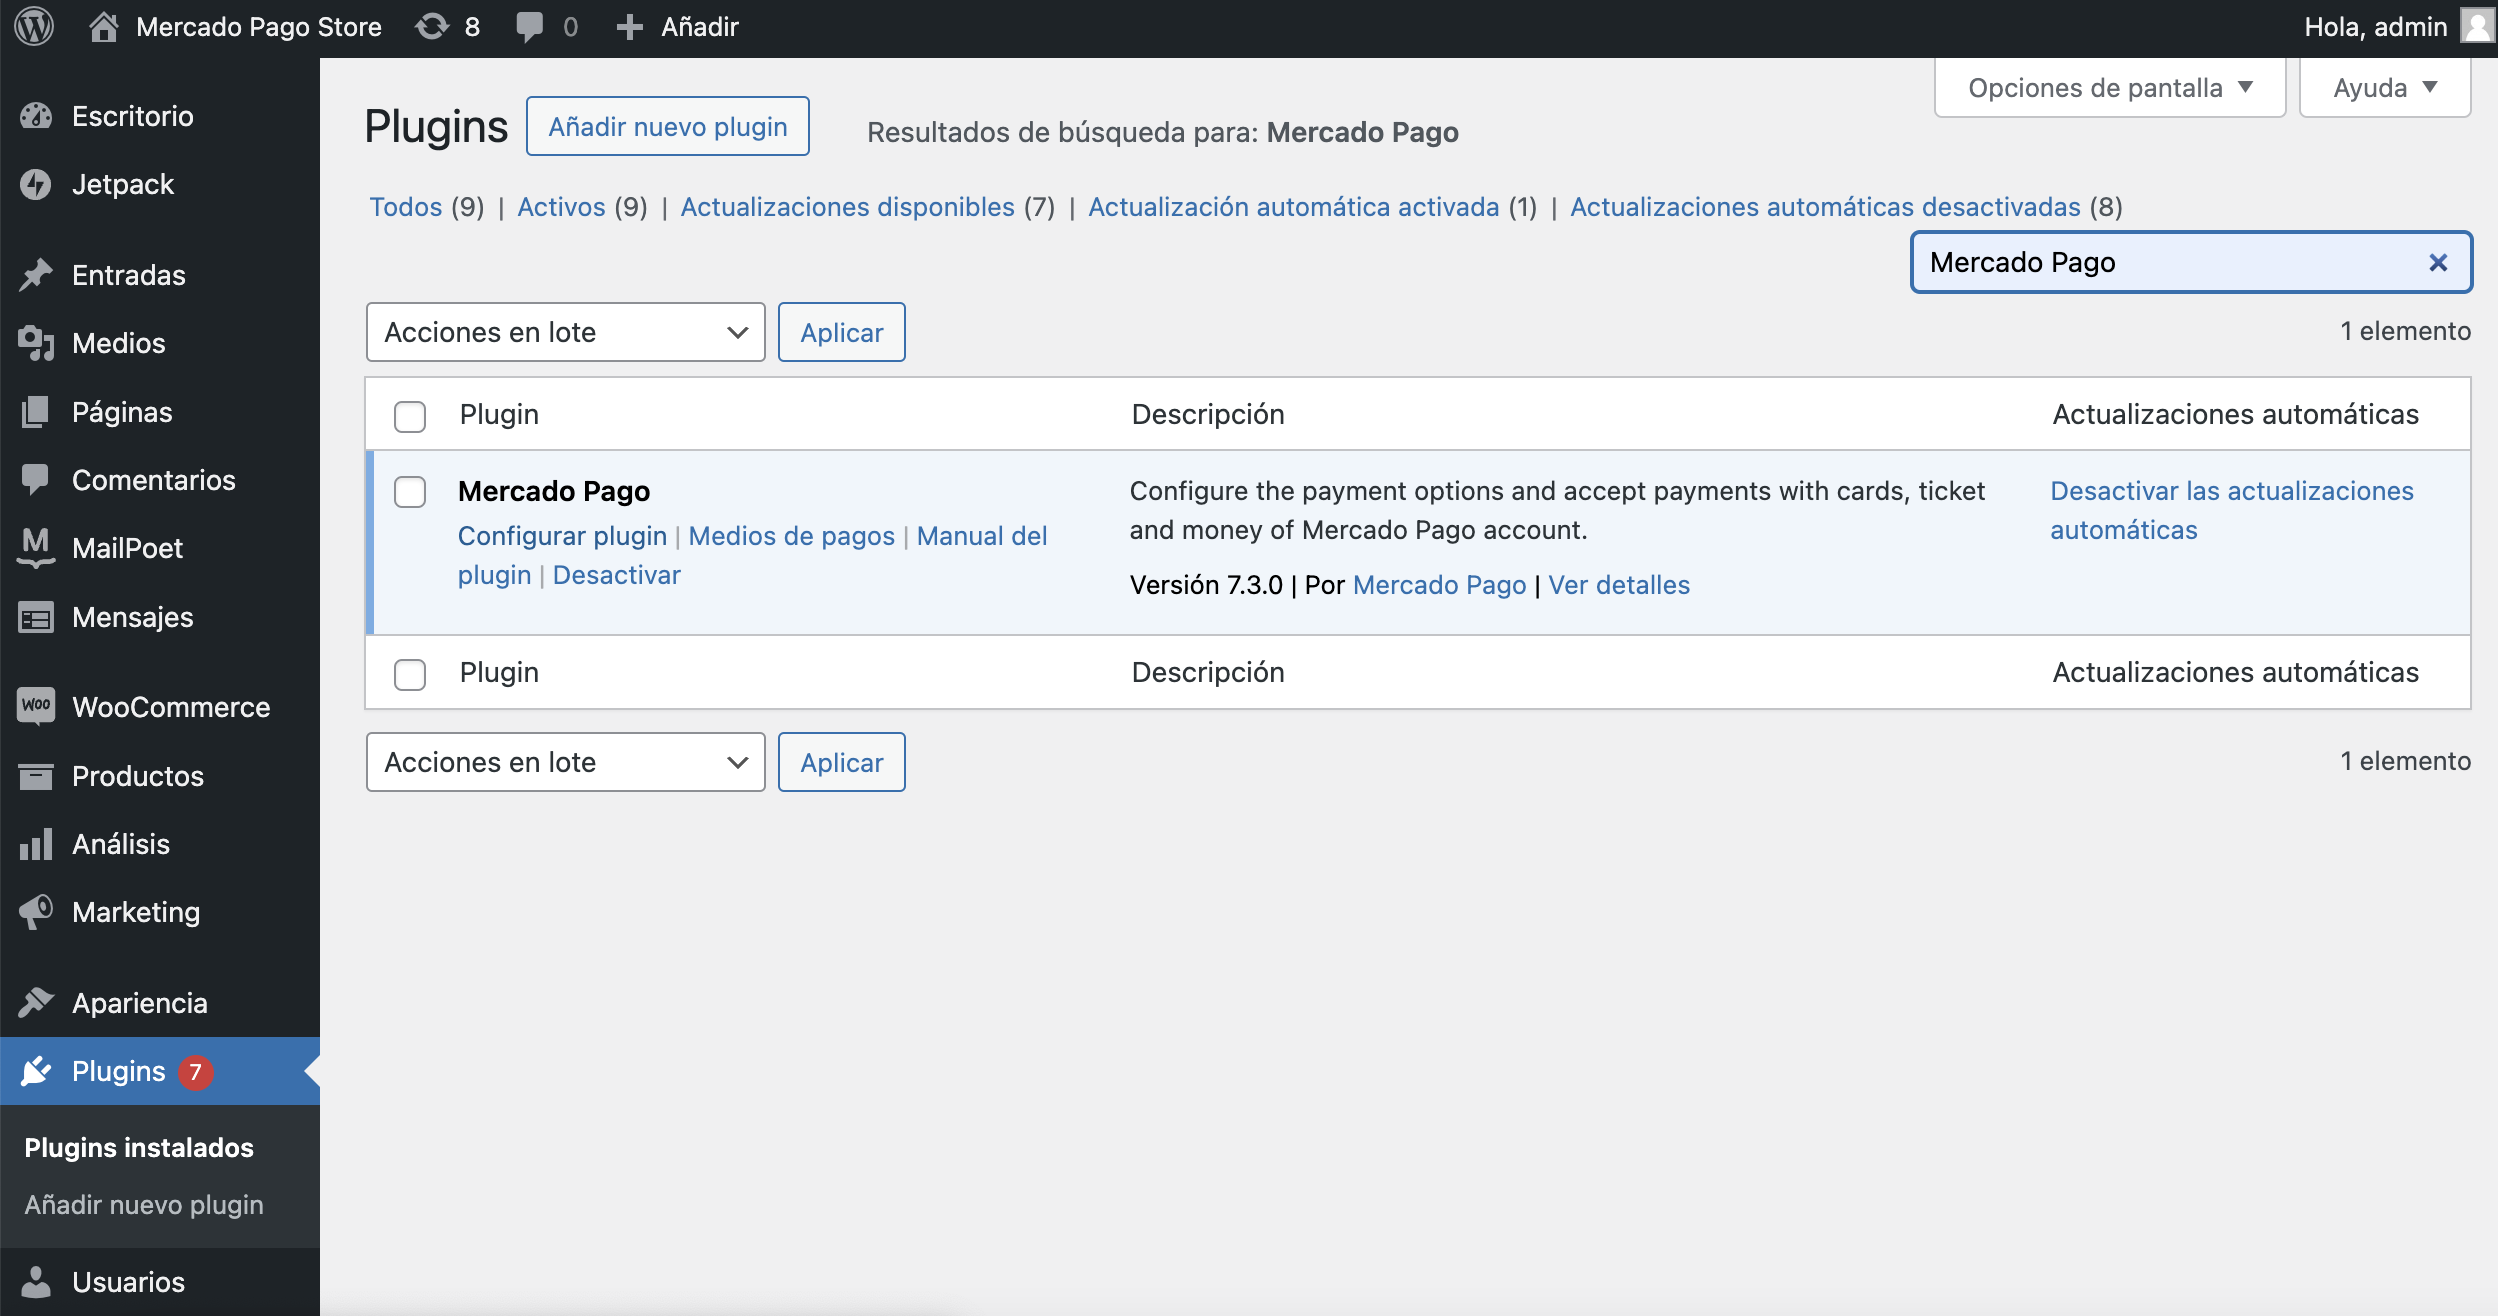 Mercado Pago Store 8 0 Añadir Hola, admin
Escritorio
Jetpack
Entradas
Medios
Páginas
Comentarios
MailPoet
Mensajes
WooCommerce
Productos
Análisis
Marketing
Apariencia
Plugins 7
Plugins instalados
Añadir nuevo plugin
Usuarios
Opciones de pantalla Ayuda
Plugins Añadir nuevo plugin Resultados de búsqueda para: Mercado Pago
Todos (9) | Activos (9) | Actualizaciones disponibles (7) | Actualización automática activada (1) | Actualizaciones automáticas desactivadas (8)
Mercado Pago
Acciones en lote Aplicar 1 elemento
Plugin Descripción Actualizaciones automáticas
Mercado Pago
Configurar plugin | Medios de pagos | Manual del
plugin | Desactivar
Configure the payment options and accept payments with cards, ticket
and money of Mercado Pago account.
Versión 7.3.0 | Por Mercado Pago | Ver detalles
Desactivar las actualizaciones
automáticas
Plugin Descripción Actualizaciones automáticas
Acciones en lote Aplicar 1 elemento